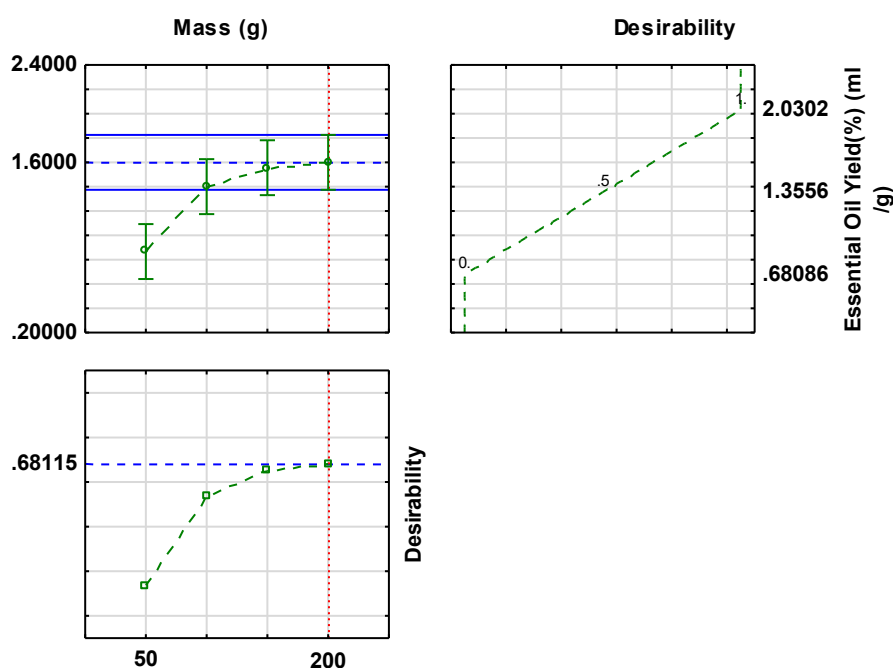 Mass (g)
Desirability
2.4000
1.6000
.20000
1.
.5
0.
2.0302
1.3556
.68086
Essential Oil Yield(%) (ml
/g)
.68115
Desirability
50
200